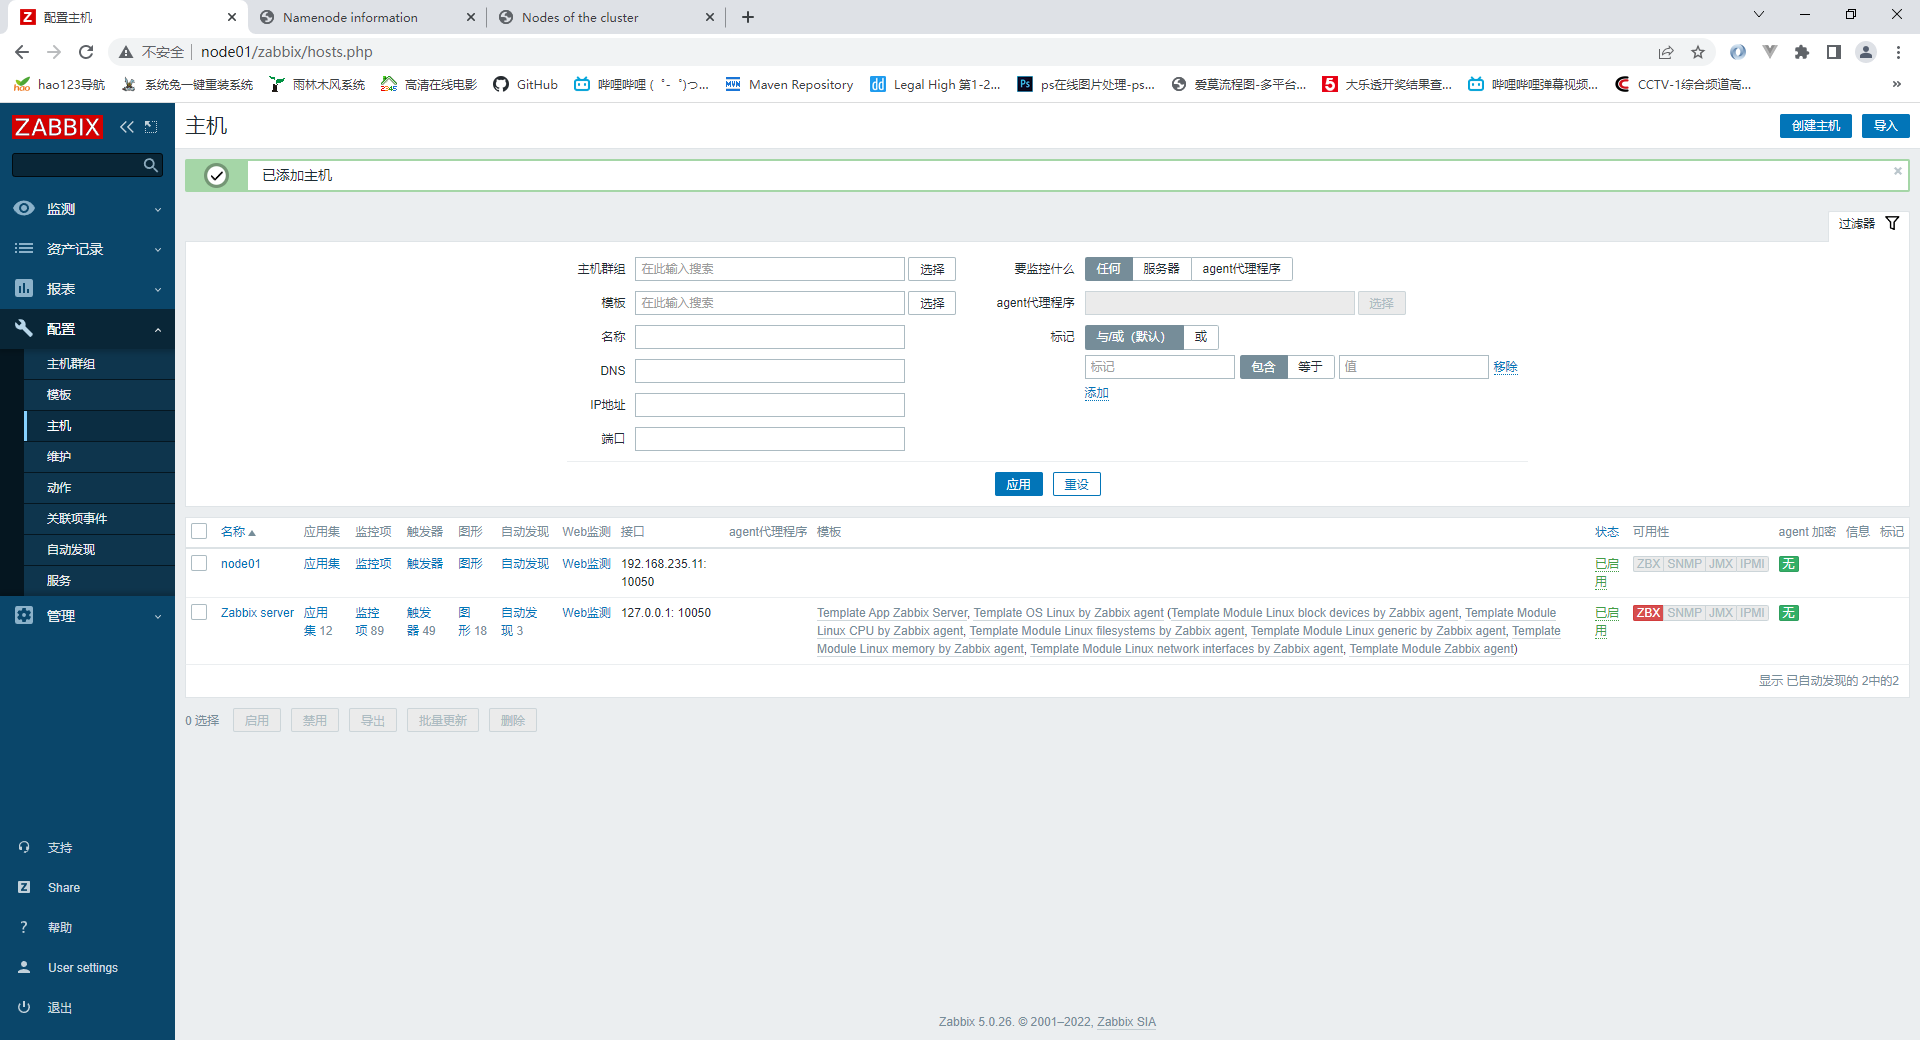 配置主机
Namenode information
Nodes of the cluster
不安全 node01/zabbix/hosts.php
hao123导航 系统兔一键重装系统 雨林木风系统 高清在线电影 GitHub 哔哩哔哩 ( ゜- ゜)つ... Maven Repository Legal High 第1-2... ps在线图片处理-ps... 爱莫流程图-多平台... 大乐透开奖结果查... 哔哩哔哩弹幕视频... CCTV-1综合频道高... »
ZABBIX
监测
资产记录
报表
配置
主机群组
模板
主机
维护
动作
关联项事件
自动发现
服务
管理
支持
Share
帮助
User settings
退出
主机 创建主机 导入
已添加主机
过滤器
主机群组 在此输入搜索 选择
模板 在此输入搜索 选择
名称
DNS
IP地址
端口
要监控什么 任何 服务器 agent代理程序
agent代理程序 选择
标记 与/或（默认） 或
标记 包含 等于 值 移除
添加
应用 重设
名称 应用集 监控项 触发器 图形 自动发现 Web监测 接口 agent代理程序 模板 状态 可用性 agent 加密 信息 标记
node01 应用集 监控项 触发器 图形 自动发现 Web监测 192.168.235.11: 10050 已启用 ZBX SNMP JMX IPMI 无
Zabbix server 应用集 12 监控项 89 触发器 49 图形 18 自动发现 3 Web监测 127.0.0.1: 10050 Template App Zabbix Server, Template OS Linux by Zabbix agent (Template Module Linux block devices by Zabbix agent, Template Module
Linux CPU by Zabbix agent, Template Module Linux filesystems by Zabbix agent, Template Module Linux generic by Zabbix agent, Template
Module Linux memory by Zabbix agent, Template Module Linux network interfaces by Zabbix agent, Template Module Zabbix agent) 已启用 ZBX SNMP JMX IPMI 无
显示 已自动发现的 2中的2
0 选择 启用 禁用 导出 批量更新 删除
Zabbix 5.0.26. © 2001–2022, Zabbix SIA